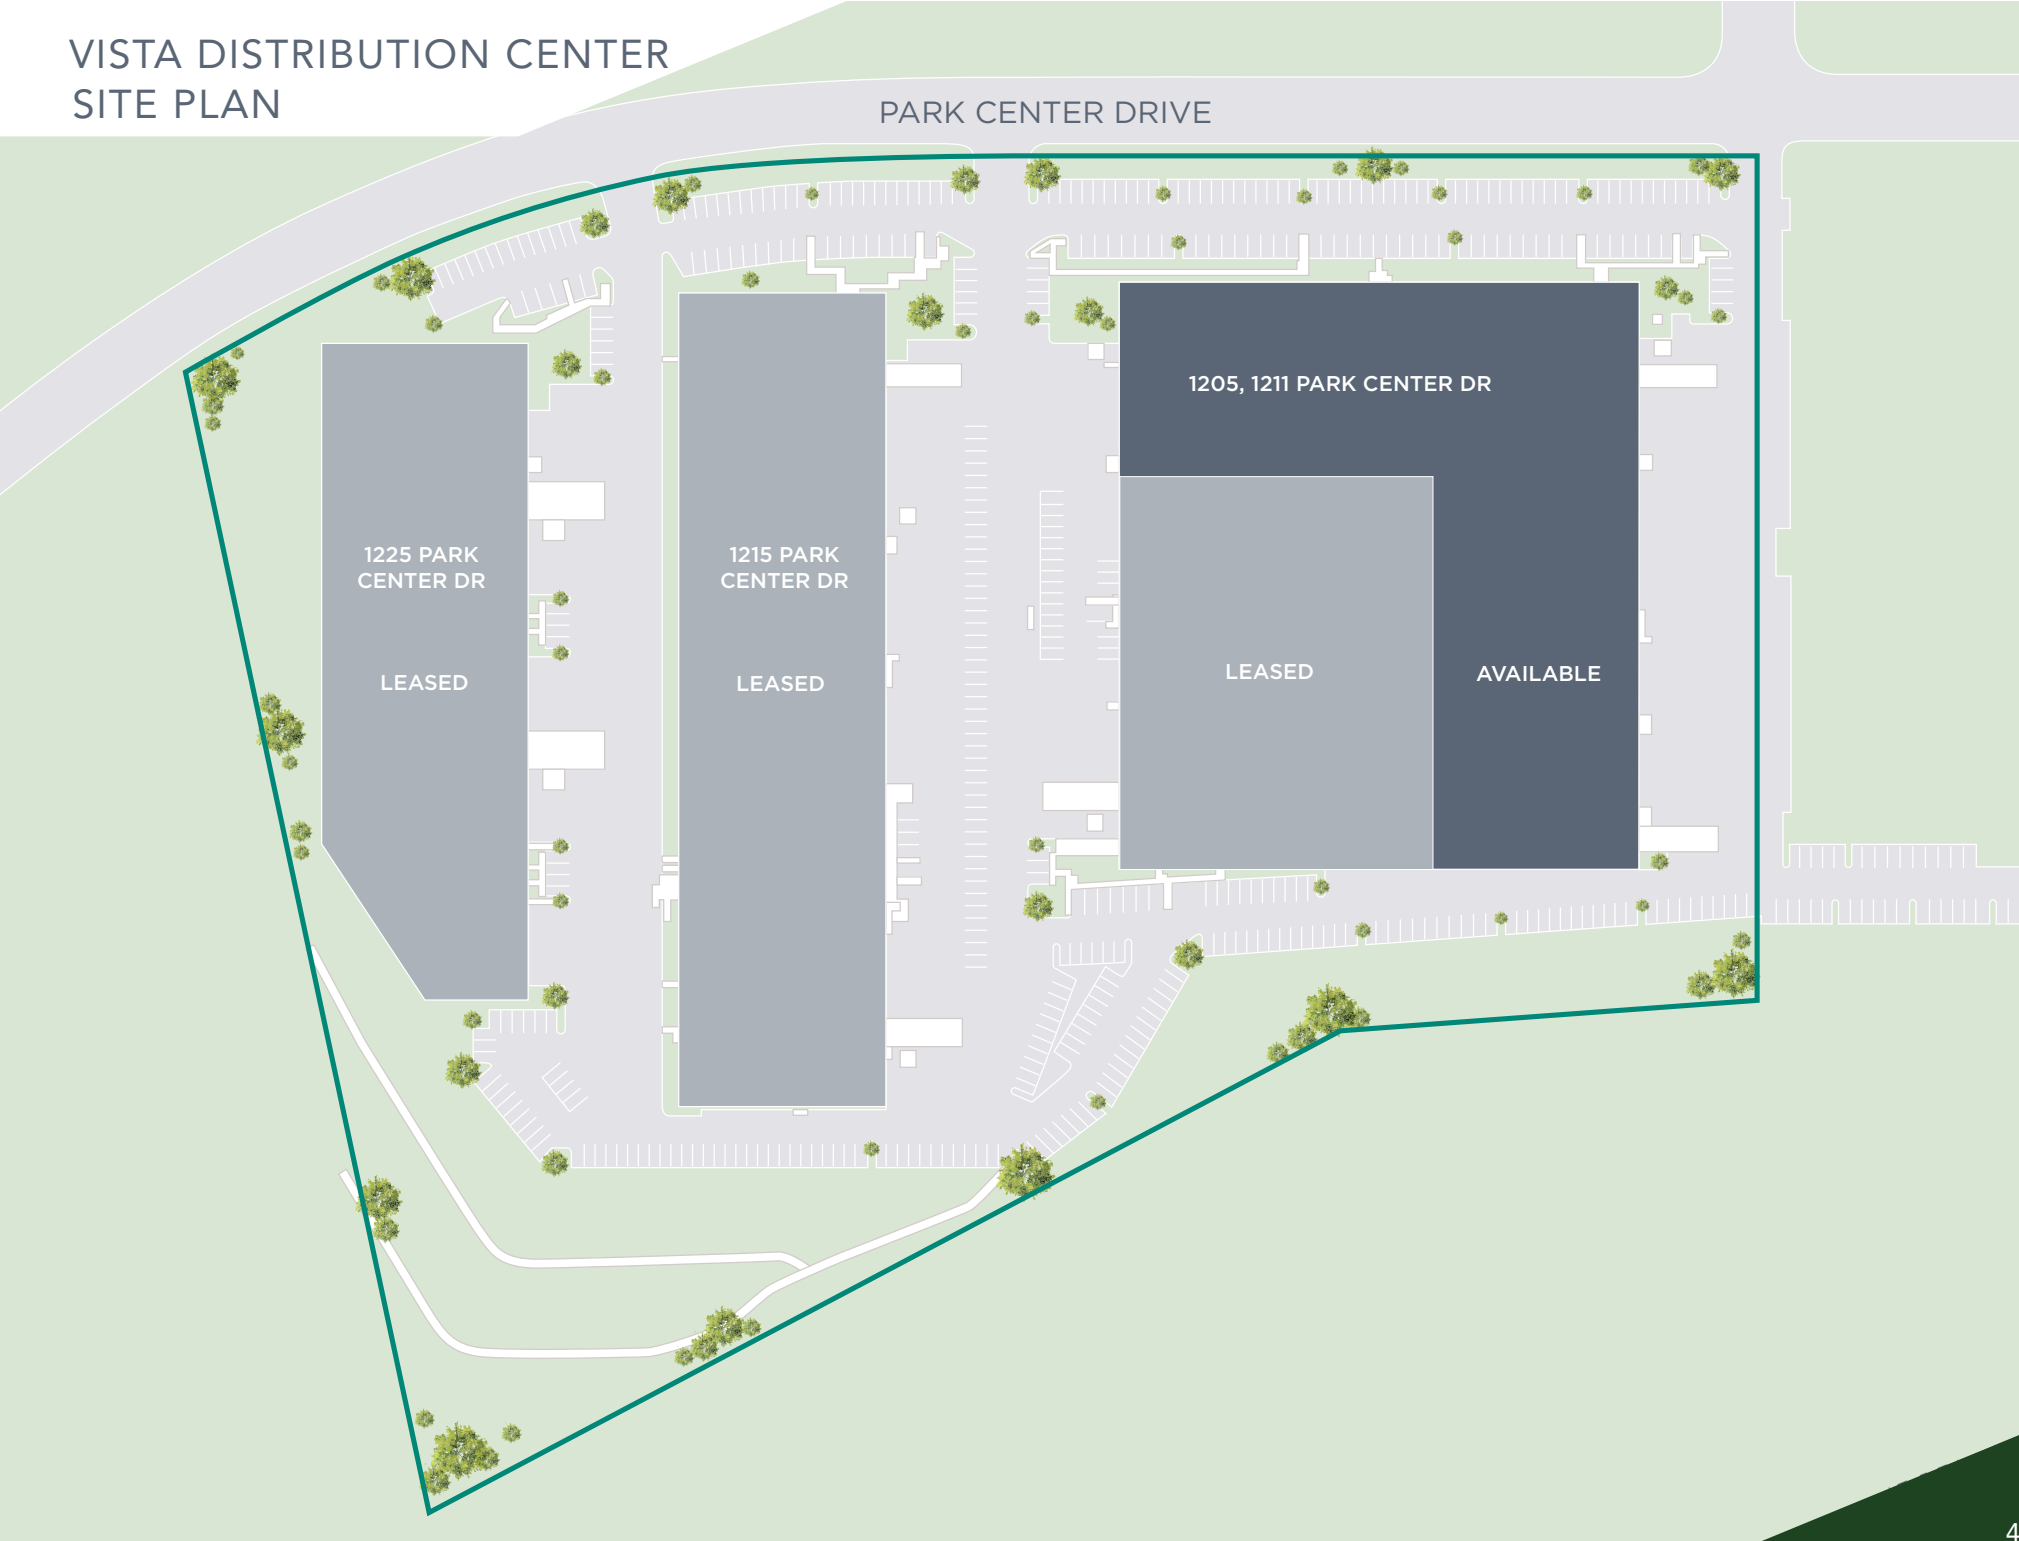 VISTA DISTRIBUTION CENTER
SITE PLAN
PARK CENTER DRIVE
1205, 1211 PARK CENTER DR
1225 PARK
CENTER DR
1215 PARK
CENTER DR
LEASED
LEASED
LEASED
AVAILABLE
4